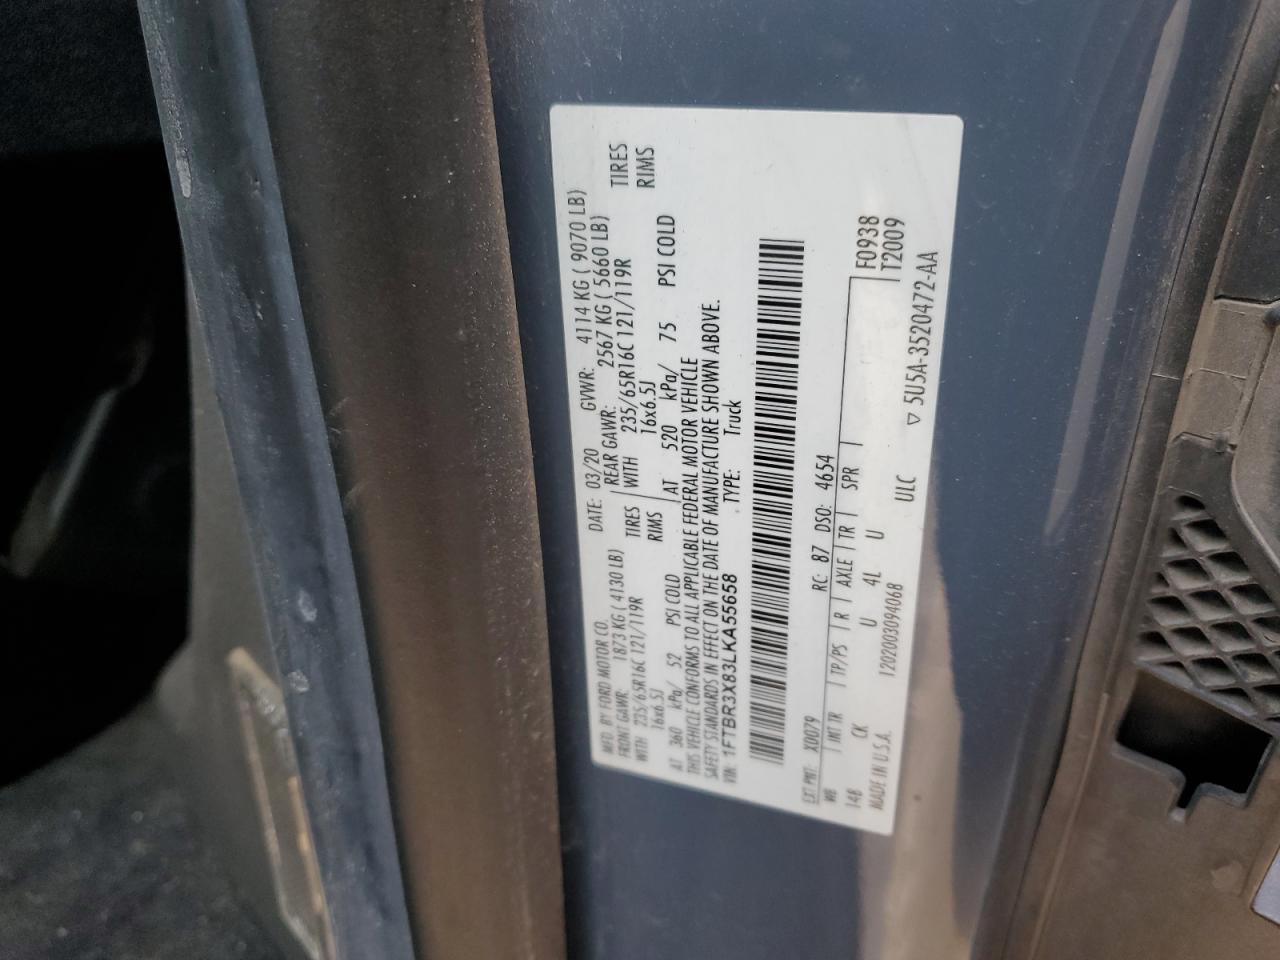 MFD. BY FORD MOTOR CO. DATE: 03/20 GVWR: 4114 KG ( 9070 LB)
FRONT GAWR: 1873 KG ( 4130 LB) REAR GAWR: 2567 KG ( 5660 LB)
WITH 235/65R16C 121/119R TIRES WITH 235/65R16C 121/119R TIRES
16x6.5J RIMS 16x6.5J RIMS
AT 360 kPa/ 52 PSI COLD AT 520 kPa/ 75 PSI COLD
THIS VEHICLE CONFORMS TO ALL APPLICABLE FEDERAL MOTOR VEHICLE
SAFETY STANDARDS IN EFFECT ON THE DATE OF MANUFACTURE SHOWN ABOVE.
VIN: 1FTBR3X83LKA55658 TYPE: Truck
EXT PNT: XD079 RC: 87 DSO: 4654
WB INT TR TP/PS R AXLE TR SPR F0938
148 CK U 4L U T2009
MADE IN U.S.A. 1202003094068 ULC ▽ 5U5A-3520472-AA